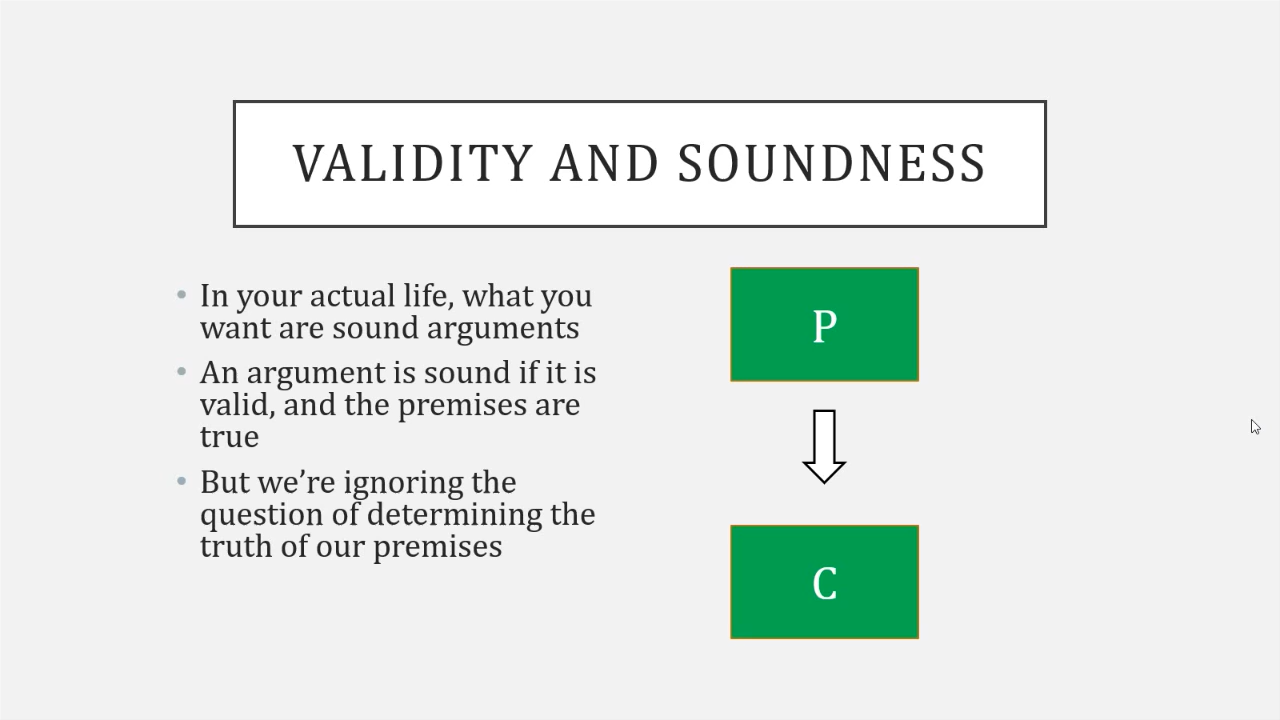 VALIDITY AND SOUNDNESS
• In your actual life, what you
want are sound arguments
• An argument is sound if it is
valid, and the premises are
true
• But we’re ignoring the
question of determining the
truth of our premises
P
C